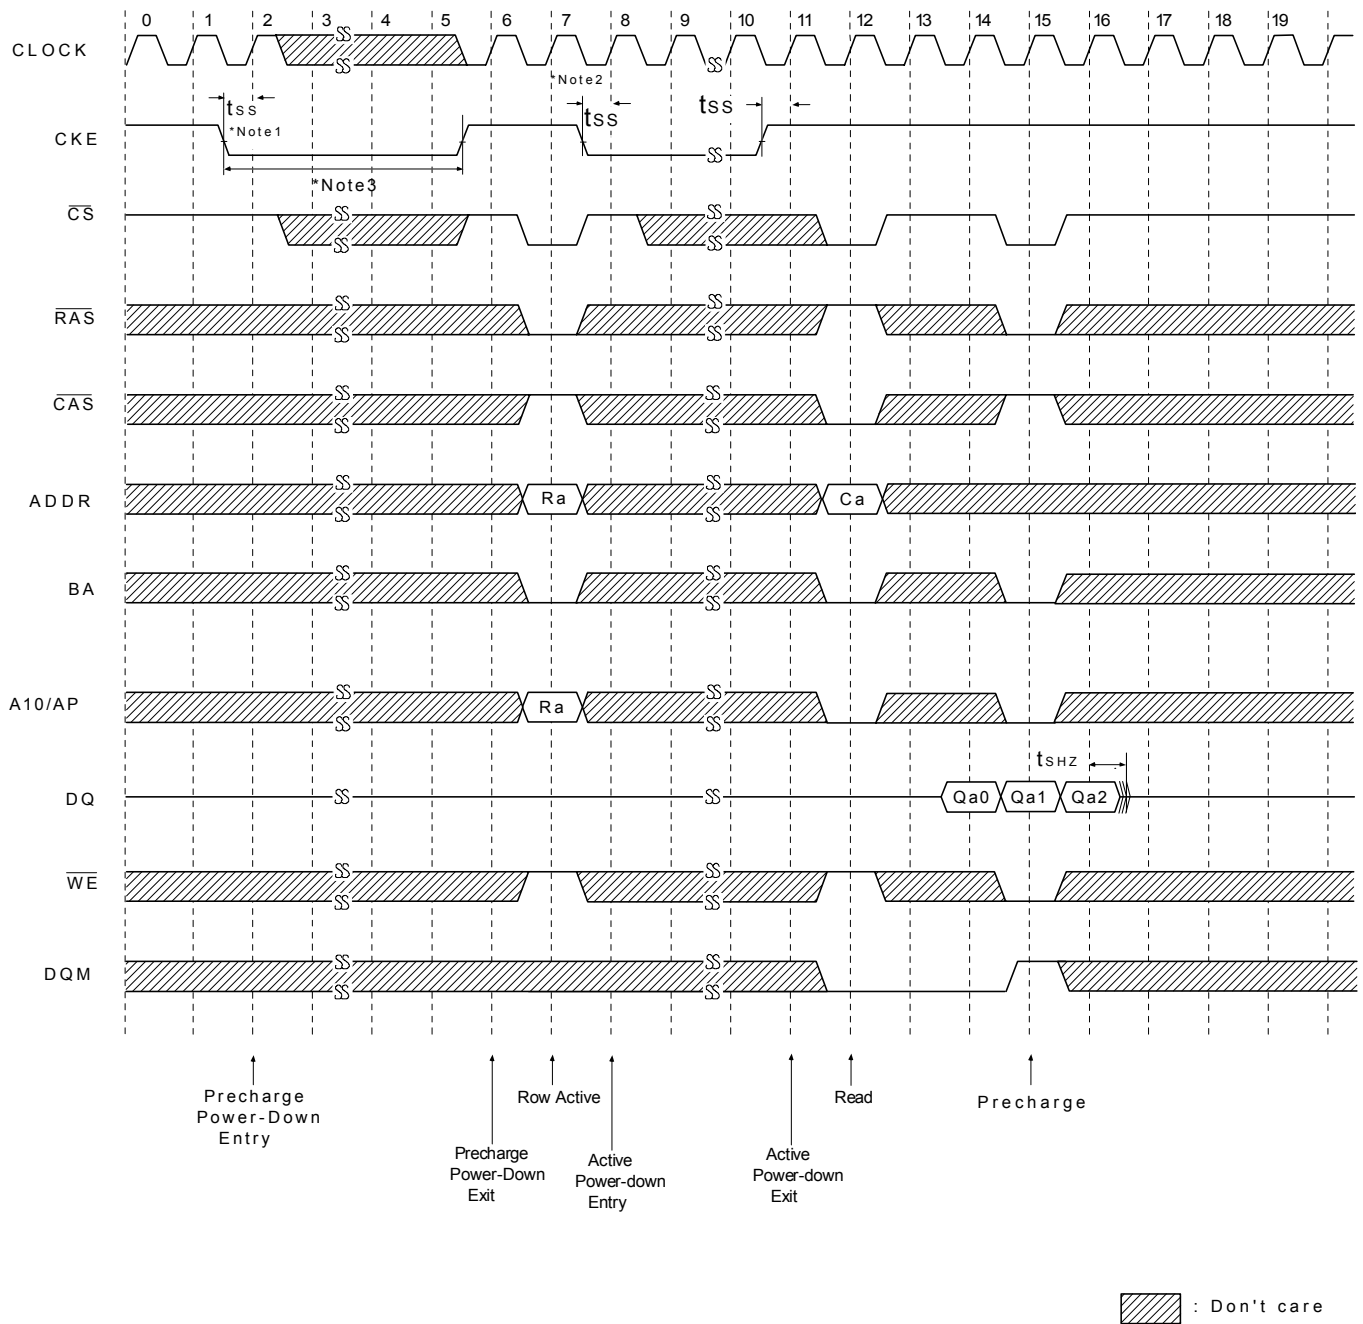 0 1 2 3 4 5 6 7 8 9 10 11 12 13 14 15 16 17 18 19
CLOCK
*Note2
tSS tSS tSS
*Note1
CKE
*Note3
CS
RAS
CAS
ADDR Ra Ca
BA
A10/AP Ra
tSHZ
DQ Qa0 Qa1 Qa2
WE
DQM
Precharge
Power-Down
Entry
Precharge
Power-Down
Exit
Row Active
Active
Power-down
Entry
Active
Power-down
Exit
Read
Precharge
: Don't care